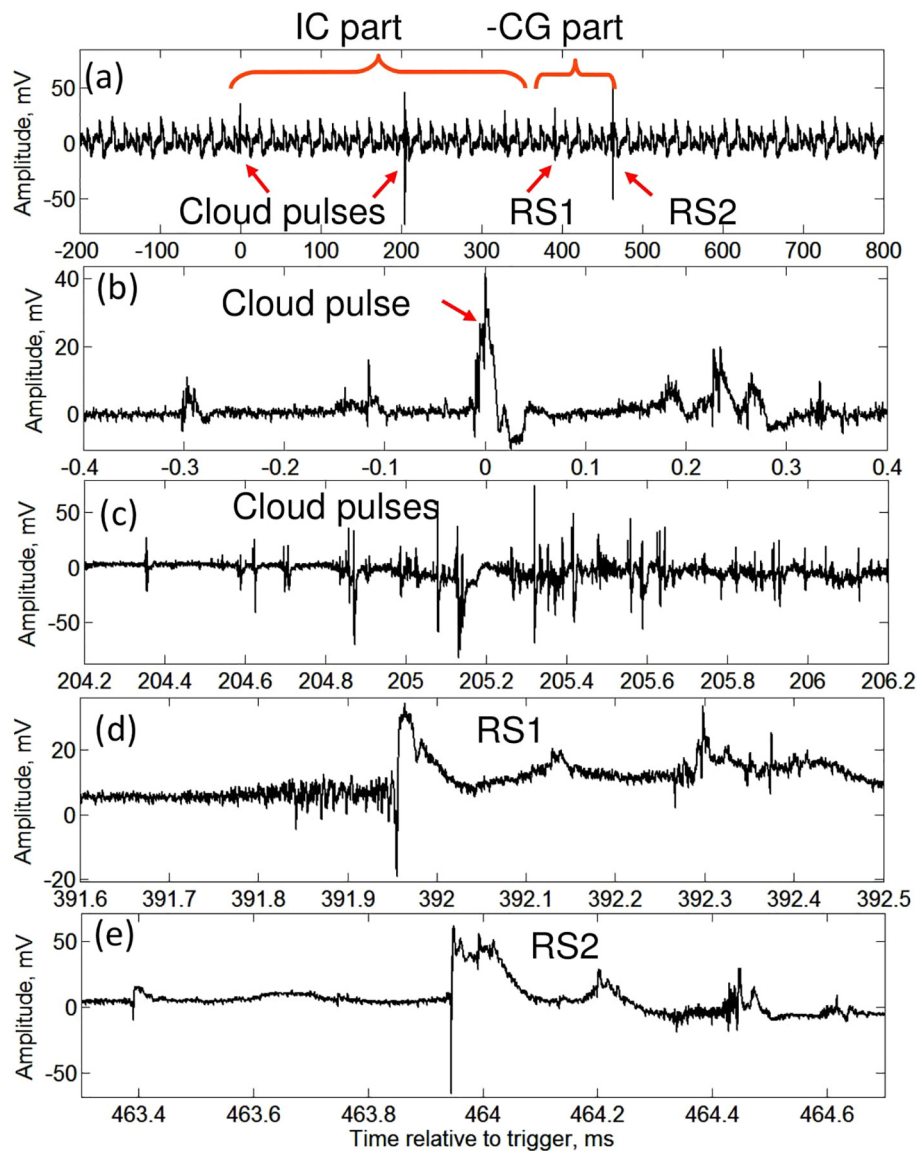 IC part -CG part
(a)
Amplitude, mV
50
0
-50
Cloud pulses RS1 RS2
-200 -100 0 100 200 300 400 500 600 700 800
(b)
Amplitude, mV
40
20
0
Cloud pulse
-0.4 -0.3 -0.2 -0.1 0 0.1 0.2 0.3 0.4
(c)
Amplitude, mV
50
0
-50
Cloud pulses
204.2 204.4 204.6 204.8 205 205.2 205.4 205.6 205.8 206 206.2
(d)
Amplitude, mV
20
0
-20
RS1
391.6 391.7 391.8 391.9 392 392.1 392.2 392.3 392.4 392.5
(e)
Amplitude, mV
50
0
-50
RS2
463.4 463.6 463.8 464 464.2 464.4 464.6
Time relative to trigger, ms